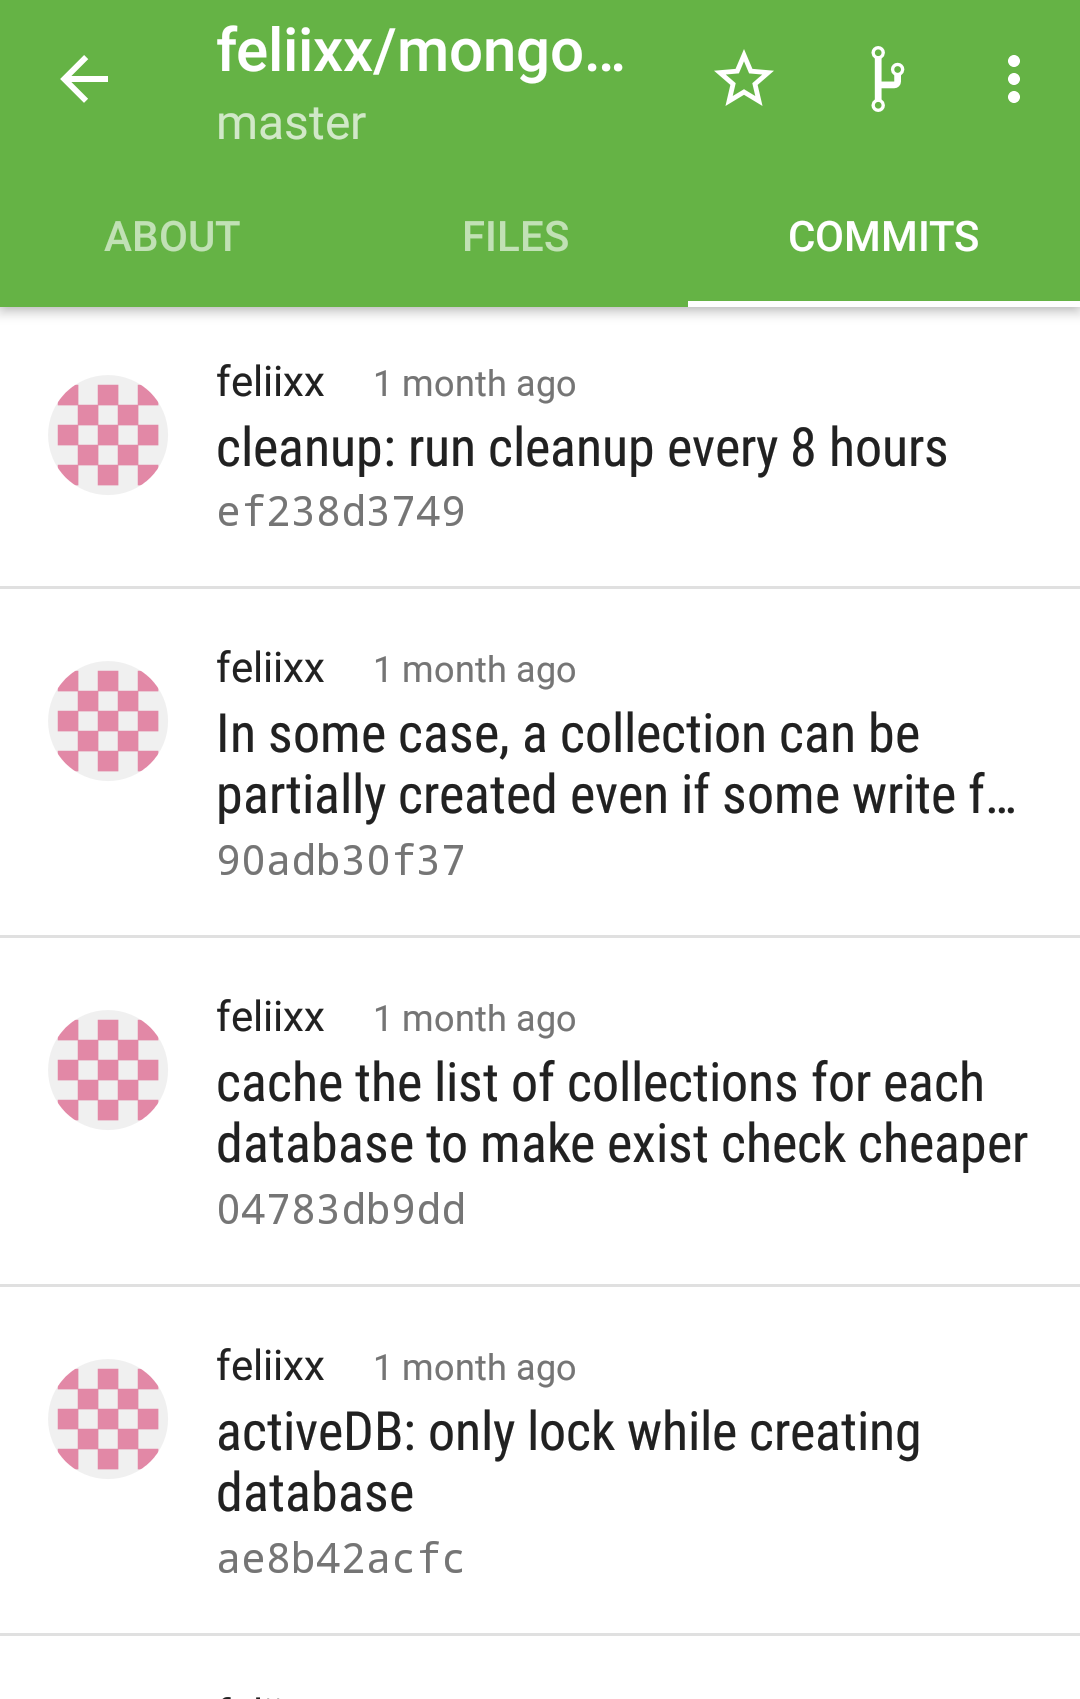 feliixx/mongo...
master
ABOUT
FILES
COMMITS
feliixx 1 month ago
cleanup: run cleanup every 8 hours
ef238d3749
feliixx 1 month ago
In some case, a collection can be
partially created even if some write f...
90adb30f37
feliixx 1 month ago
cache the list of collections for each
database to make exist check cheaper
04783db9dd
feliixx 1 month ago
activeDB: only lock while creating
database
ae8b42acfc